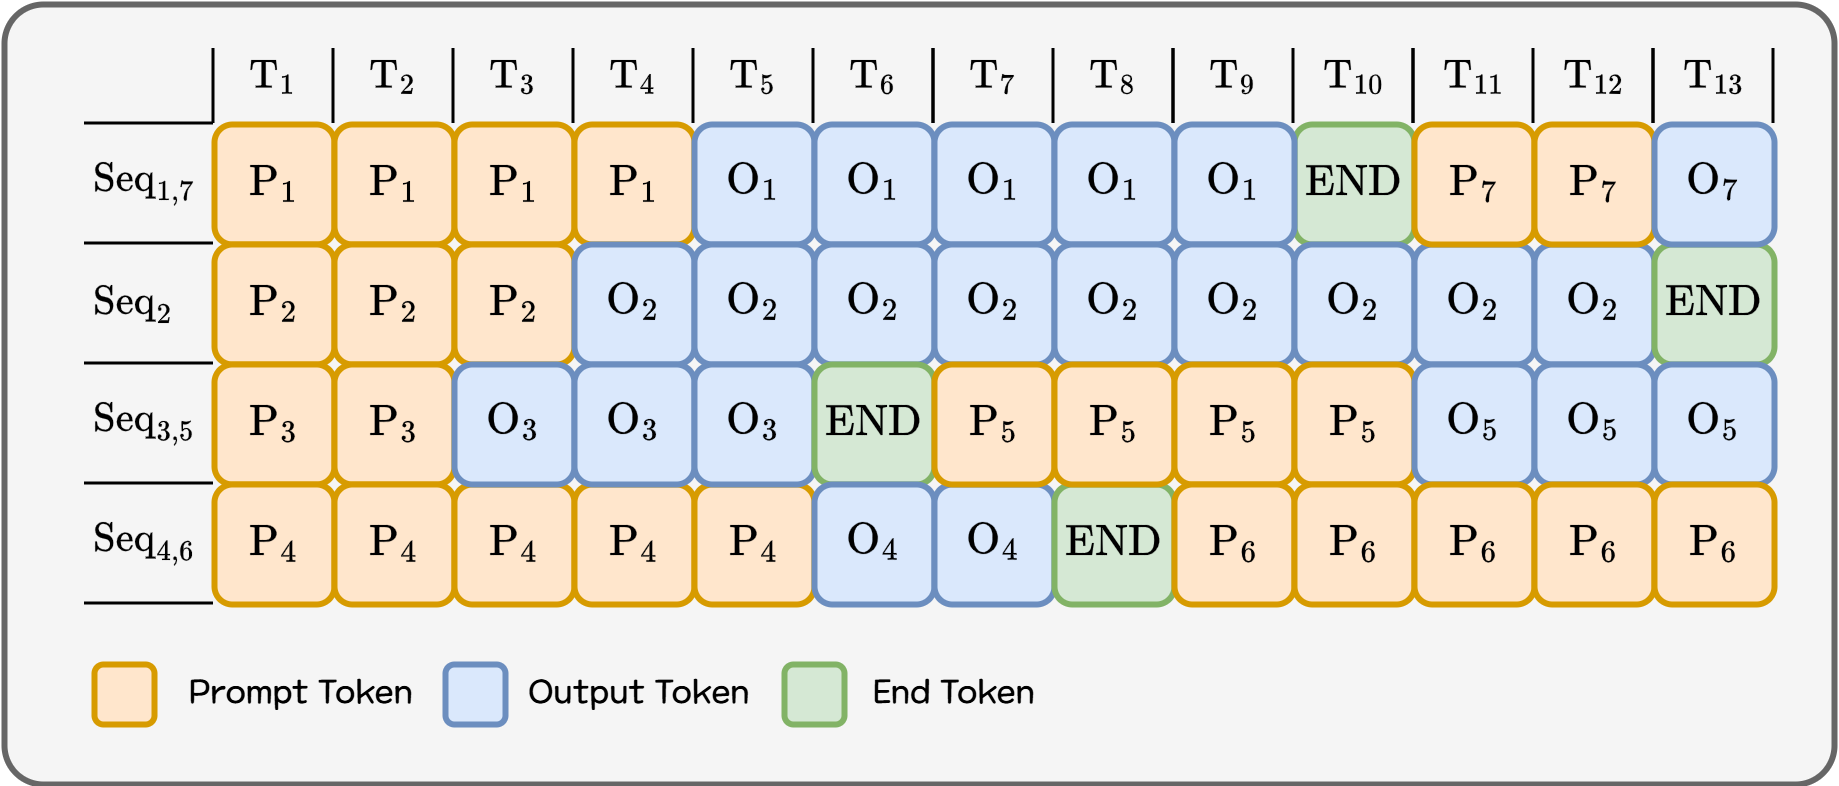 T₁ T₂ T₃ T₄ T₅ T₆ T₇ T₈ T₉ T₁₀ T₁₁ T₁₂ T₁₃
Seq₁,₇ P₁ P₁ P₁ P₁ O₁ O₁ O₁ O₁ O₁ END P₇ P₇ O₇
Seq₂ P₂ P₂ P₂ O₂ O₂ O₂ O₂ O₂ O₂ O₂ O₂ O₂ END
Seq₃,₅ P₃ P₃ O₃ O₃ O₃ END P₅ P₅ P₅ P₅ O₅ O₅ O₅
Seq₄,₆ P₄ P₄ P₄ P₄ P₄ O₄ O₄ END P₆ P₆ P₆ P₆ P₆
Prompt Token Output Token End Token